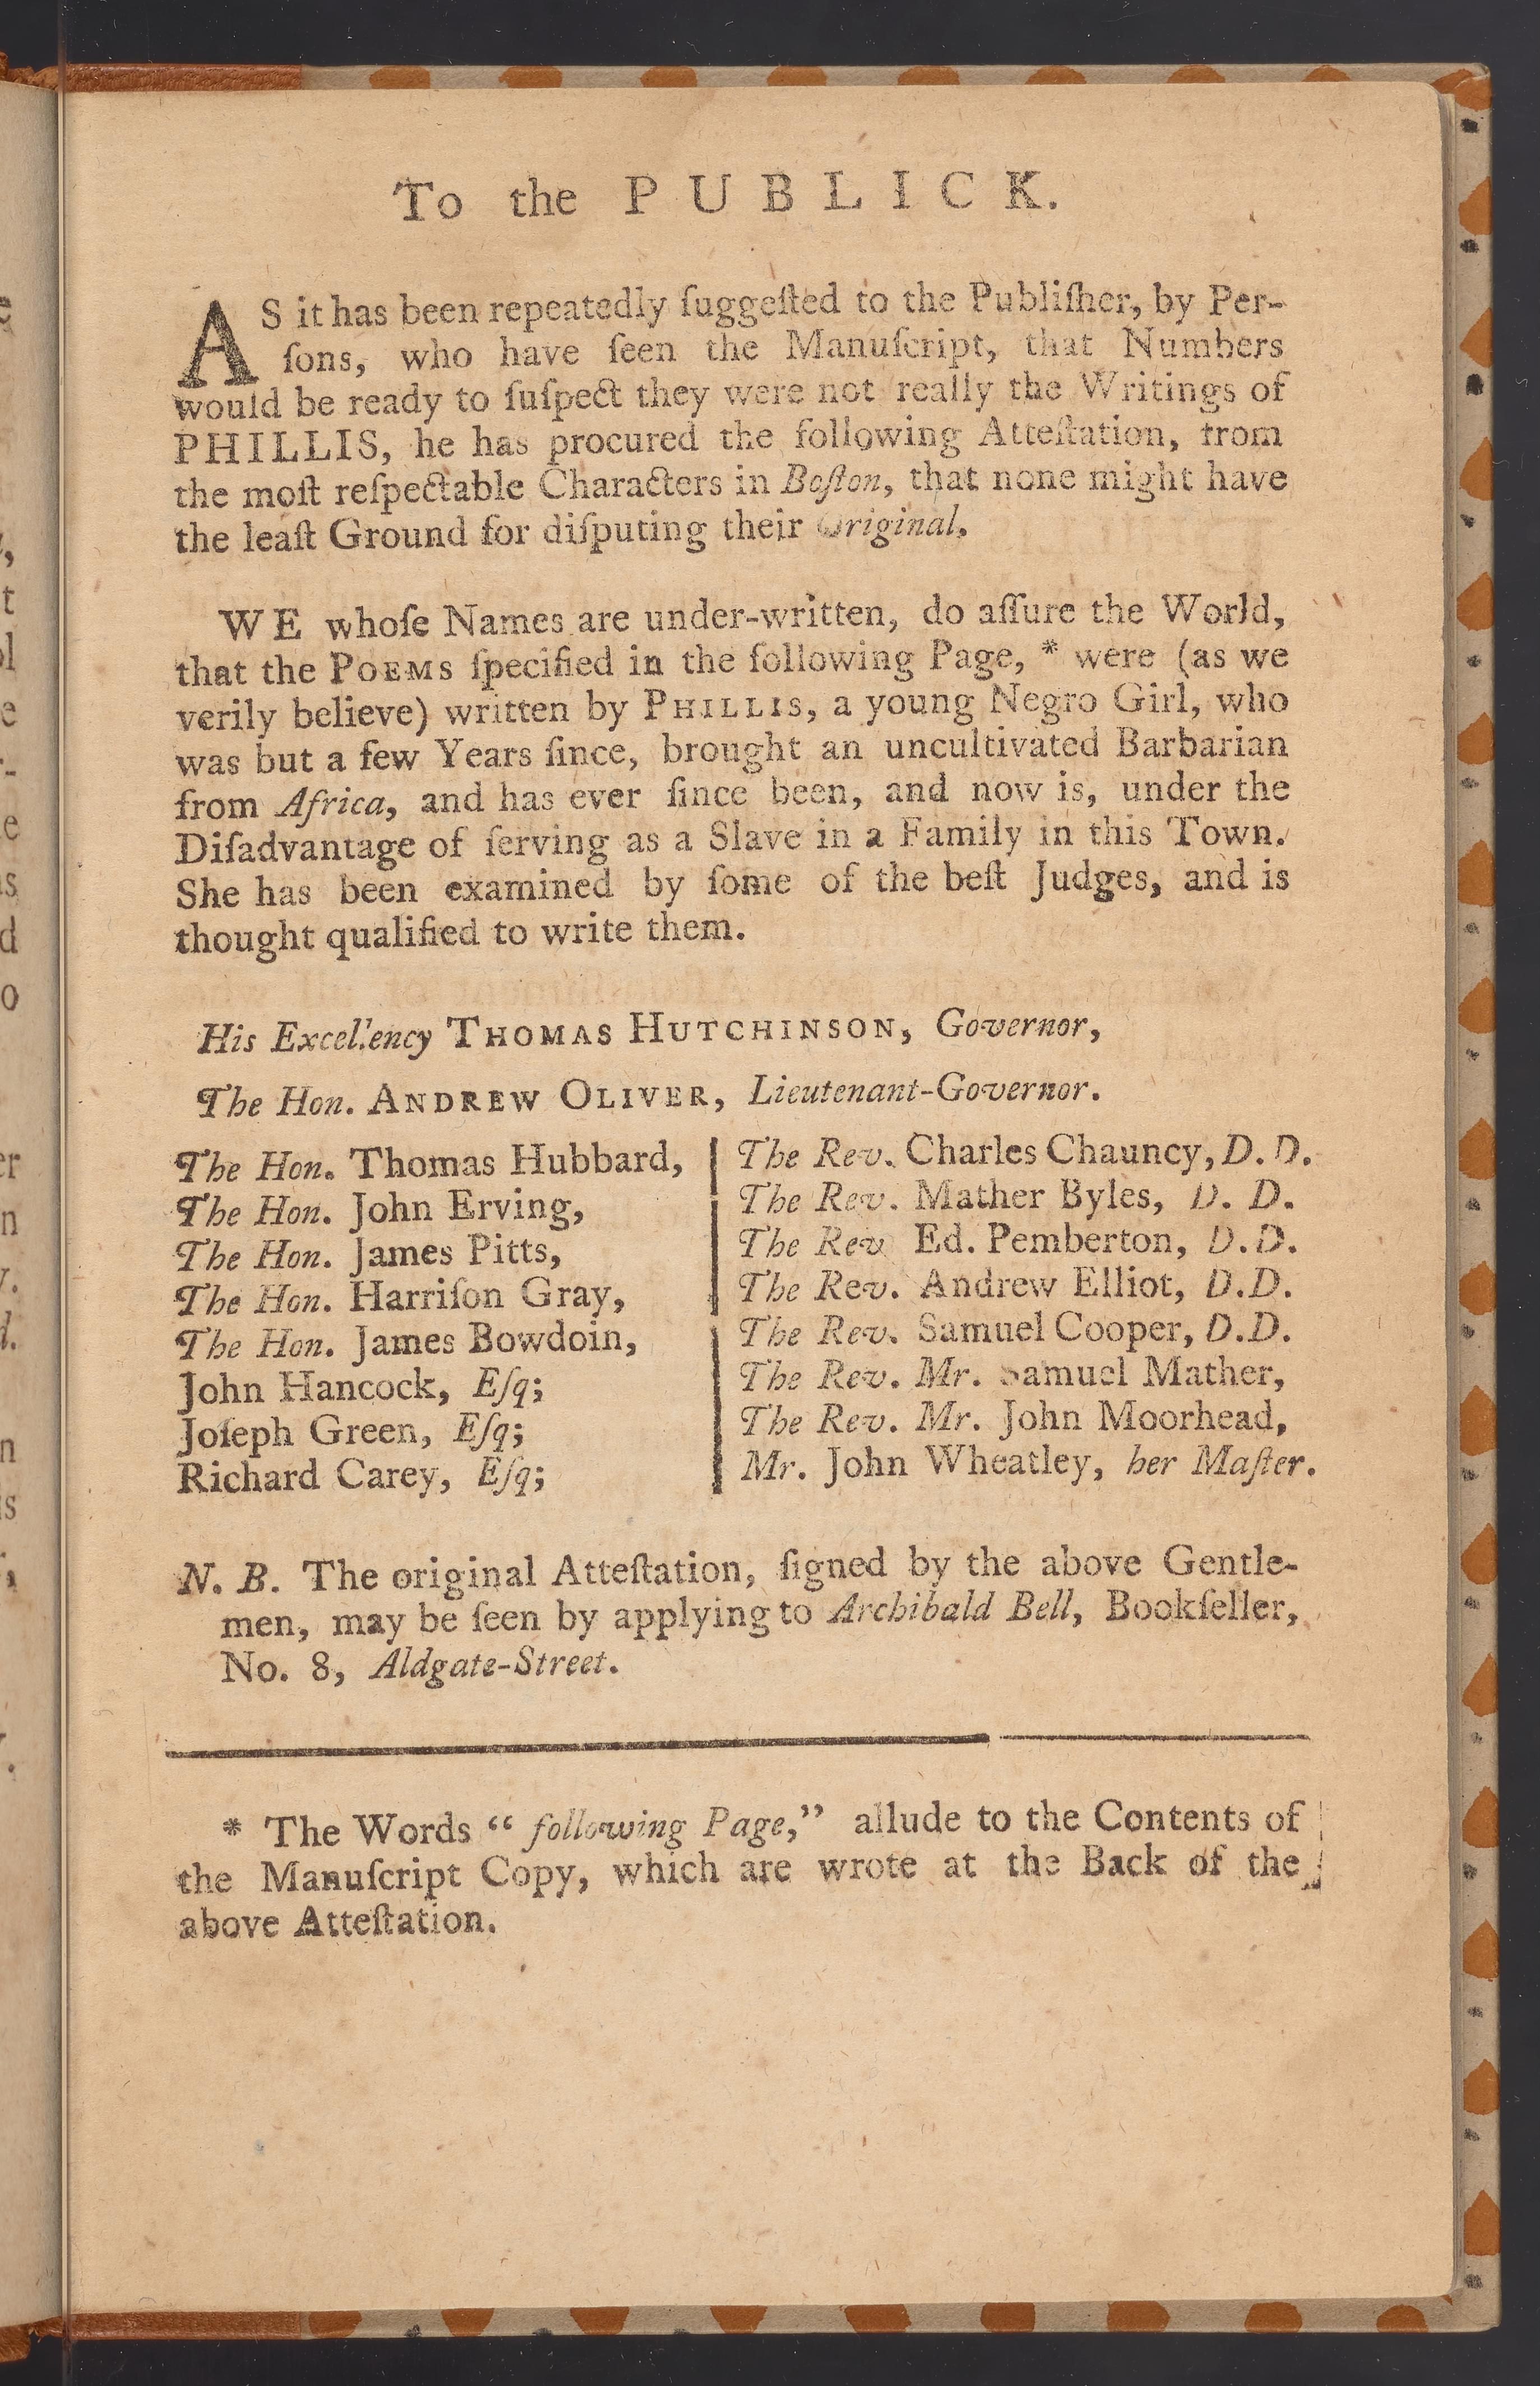 To the PUBLICK.
AS it has been repeatedly ſuggeſted to the Publiſher, by Per-
ſons, who have ſeen the Manuſcript, that Numbers
would be ready to ſuſpect they were not really the Writings of
PHILLIS, he has procured the following Atteſtation, from
the moſt reſpectable Characters in Boſton, that none might have
the leaſt Ground for diſputing their Original.
WE whoſe Names are under-written, do aſſure the World,
that the POEMS ſpecified in the following Page, * were (as we
verily believe) written by PHILLIS, a young Negro Girl, who
was but a few Years ſince, brought an uncultivated Barbarian
from Africa, and has ever ſince been, and now is, under the
Diſadvantage of ſerving as a Slave in a Family in this Town.
She has been examined by ſome of the beſt Judges, and is
thought qualified to write them.
His Excellency THOMAS HUTCHINSON, Governor,
The Hon. ANDREW OLIVER, Lieutenant-Governor.
The Hon. Thomas Hubbard,
The Hon. John Erving,
The Hon. James Pitts,
The Hon. Harriſon Gray,
The Hon. James Bowdoin,
John Hancock, Eſq;
Joſeph Green, Eſq;
Richard Carey, Eſq;
The Rev. Charles Chauncy, D. D.
The Rev. Mather Byles, D. D.
The Rev. Ed. Pemberton, D.D.
The Rev. Andrew Elliot, D.D.
The Rev. Samuel Cooper, D.D.
The Rev. Mr. Samuel Mather,
The Rev. Mr. John Moorhead,
Mr. John Wheatley, her Maſter.
N. B. The original Atteſtation, ſigned by the above Gentle-
men, may be ſeen by applying to Archibald Bell, Bookſeller,
No. 8, Aldgate-Street.
* The Words “ following Page,” allude to the Contents of
the Manuſcript Copy, which are wrote at the Back of the
above Atteſtation.